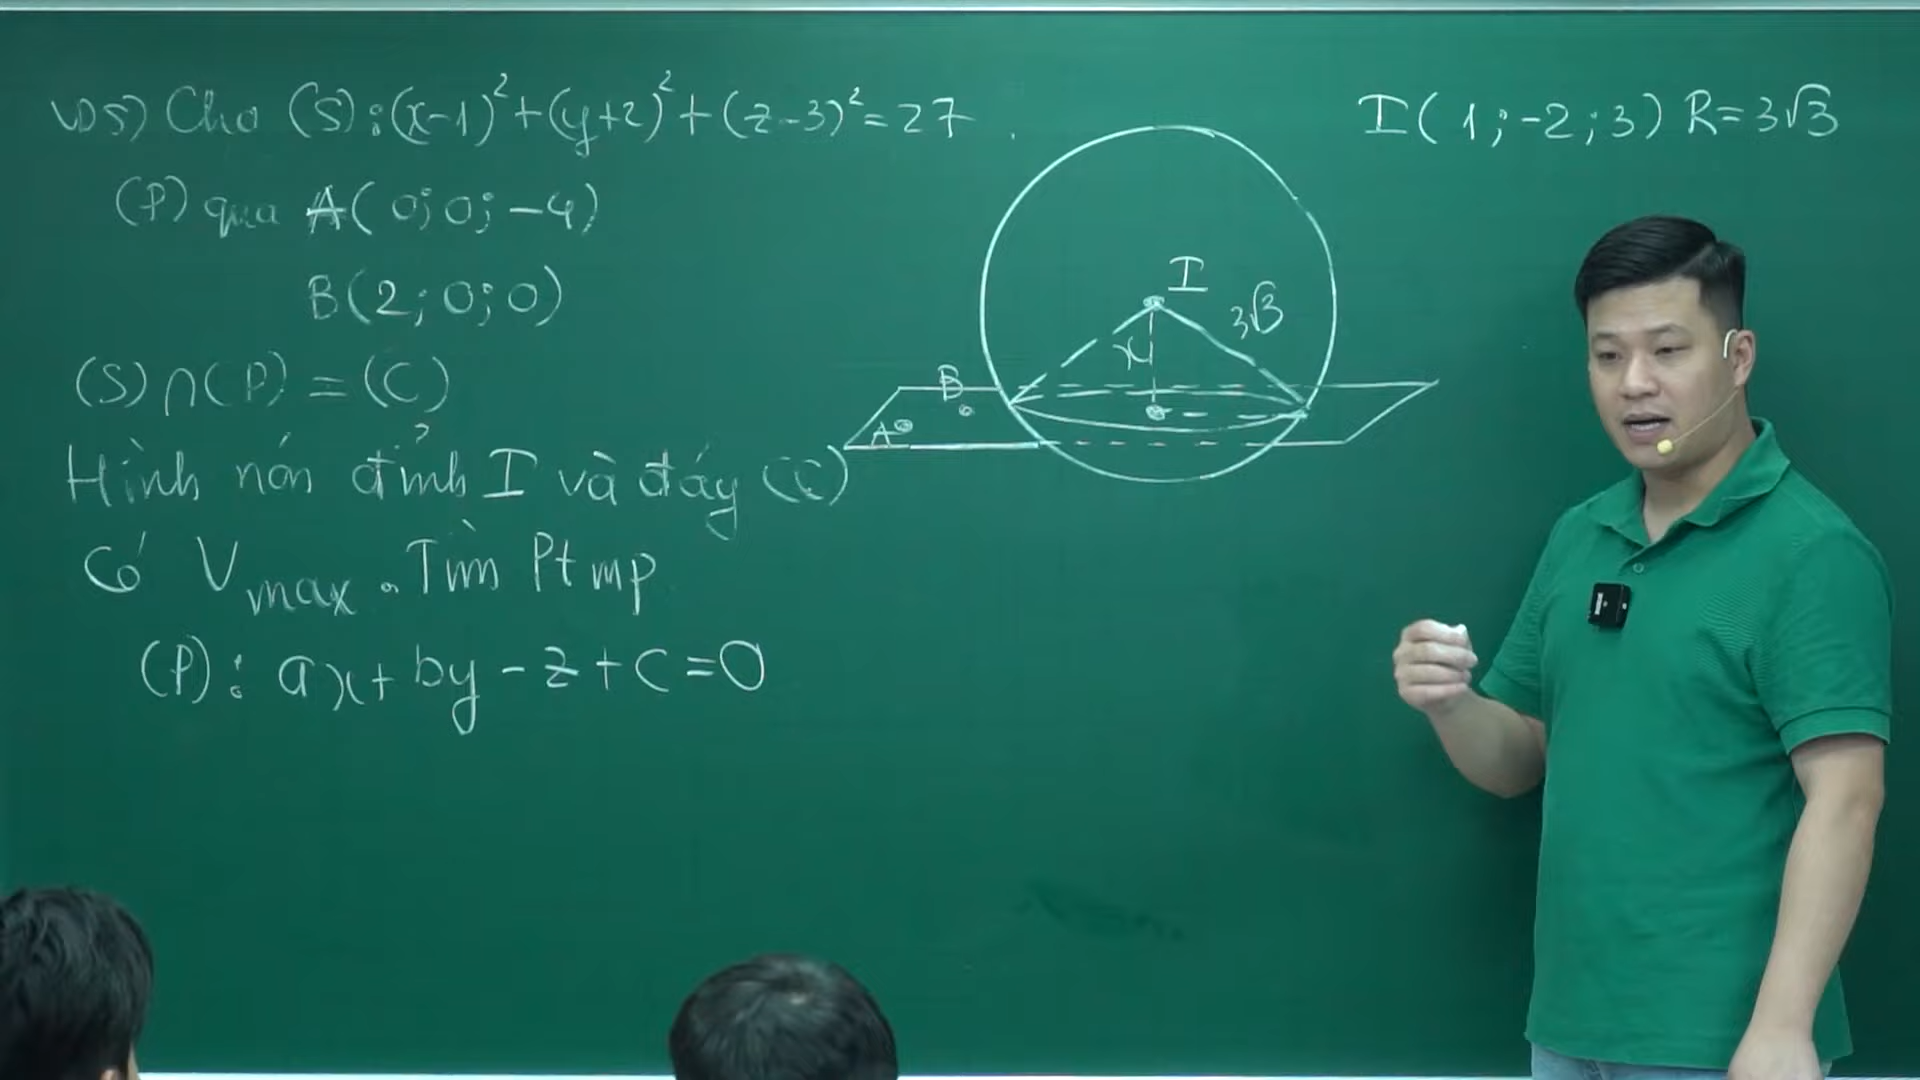 VD5) Cho (S): (x-1)²+(y+2)²+(z-3)²=27
(P) qua A(0;0;-4)
B(2;0;0)
(S)∩(P)=(C)
Hình nón đỉnh I và đáy (C)
Có Vmax. Tìm Pt mp
(P): ax+by-z+c=0
I(1;-2;3) R=3√3
I
3√3
x
B
A